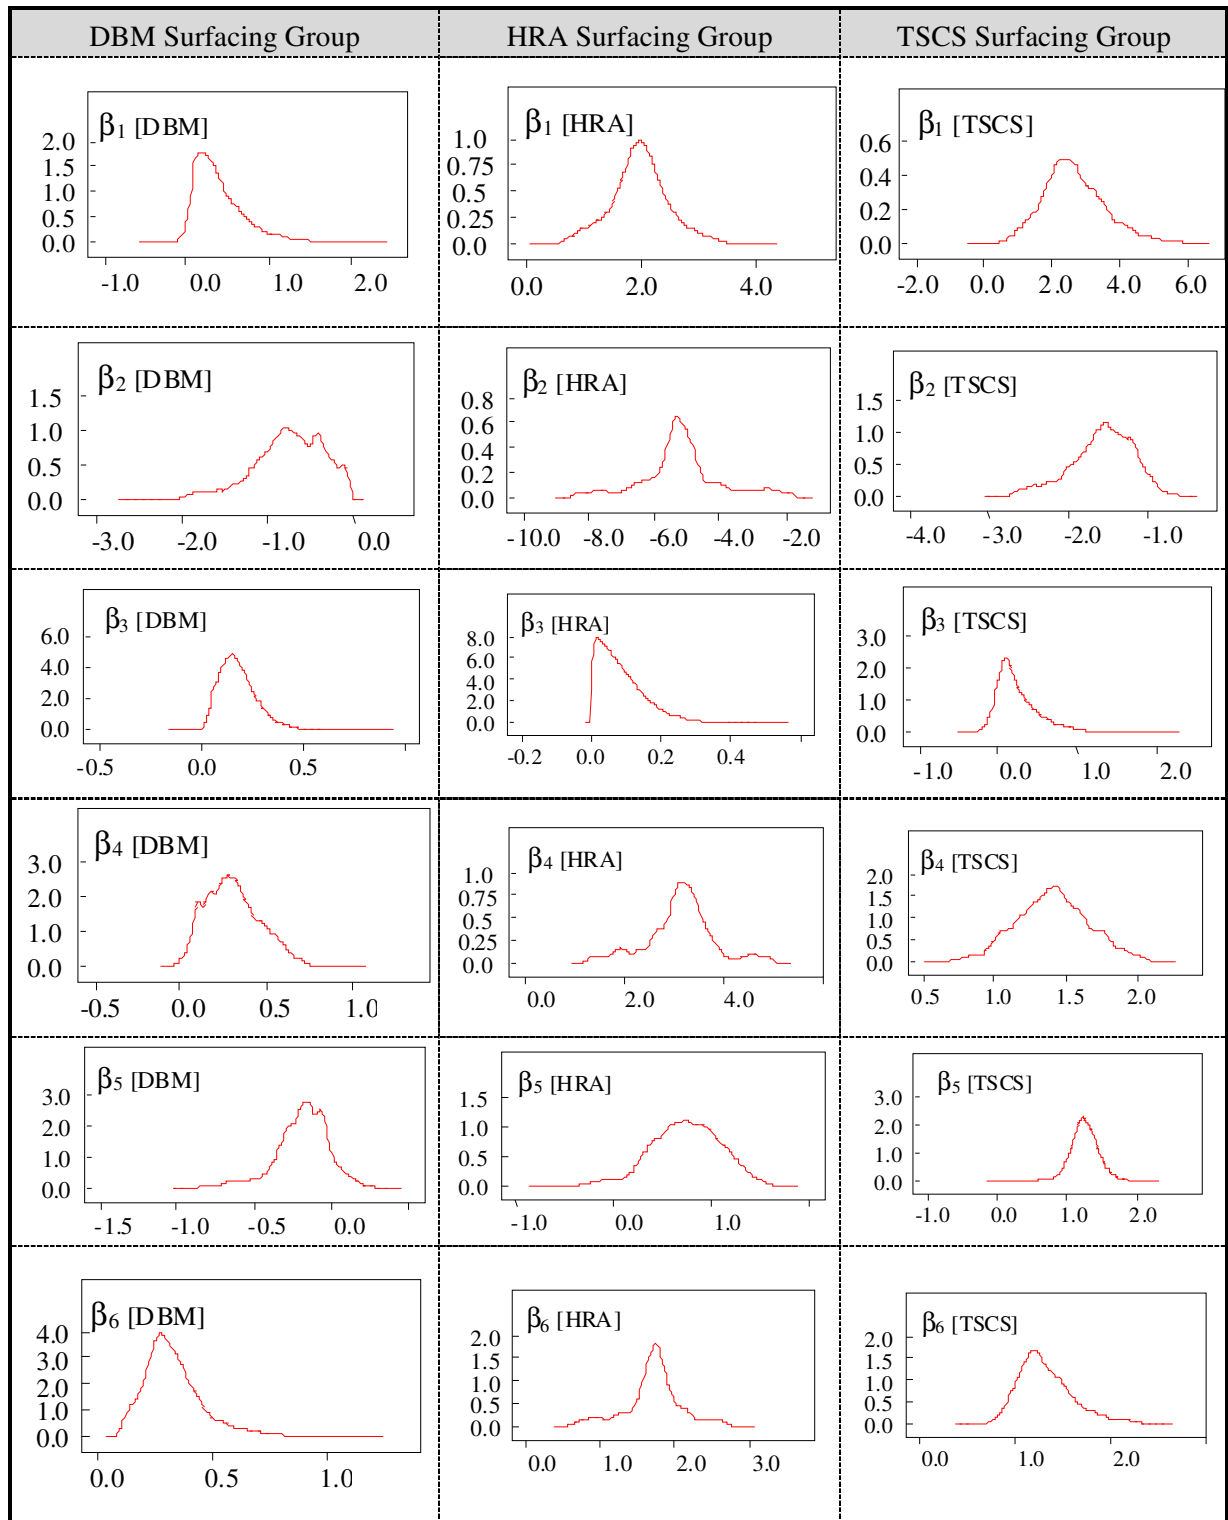 DBM Surfacing Group HRA Surfacing Group TSCS Surfacing Group
β1 [DBM]
2.0
1.5
1.0
0.5
0.0
-1.0 0.0 1.0 2.0
β1 [HRA]
1.0
0.75
0.5
0.25
0.0
0.0 2.0 4.0
β1 [TSCS]
0.6
0.4
0.2
0.0
-2.0 0.0 2.0 4.0 6.0
β2 [DBM]
1.5
1.0
0.5
0.0
-3.0 -2.0 -1.0 0.0
β2 [HRA]
0.8
0.6
0.4
0.2
0.0
-10.0 -8.0 -6.0 -4.0 -2.0
β2 [TSCS]
1.5
1.0
0.5
0.0
-4.0 -3.0 -2.0 -1.0
β3 [DBM]
6.0
4.0
2.0
0.0
-0.5 0.0 0.5
β3 [HRA]
8.0
6.0
4.0
2.0
0.0
-0.2 0.0 0.2 0.4
β3 [TSCS]
3.0
2.0
1.0
0.0
-1.0 0.0 1.0 2.0
β4 [DBM]
3.0
2.0
1.0
0.0
-0.5 0.0 0.5 1.0
β4 [HRA]
1.0
0.75
0.5
0.25
0.0
0.0 2.0 4.0
β4 [TSCS]
2.0
1.5
1.0
0.5
0.0
0.5 1.0 1.5 2.0
β5 [DBM]
3.0
2.0
1.0
0.0
-1.5 -1.0 -0.5 0.0
β5 [HRA]
1.5
1.0
0.5
0.0
-1.0 0.0 1.0
β5 [TSCS]
3.0
2.0
1.0
0.0
-1.0 0.0 1.0 2.0
β6 [DBM]
4.0
3.0
2.0
1.0
0.0
0.0 0.5 1.0
β6 [HRA]
2.0
1.5
1.0
0.5
0.0
0.0 1.0 2.0 3.0
β6 [TSCS]
2.0
1.5
1.0
0.5
0.0
0.0 1.0 2.0